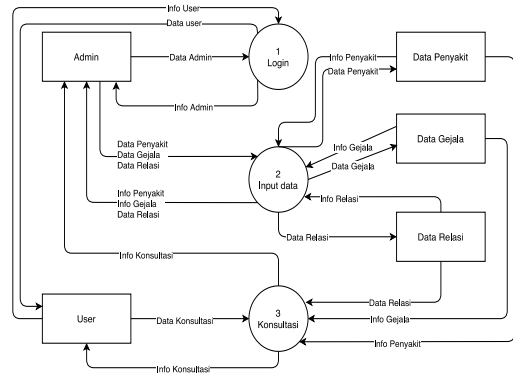 Info User
Data user
Admin
Data Admin
1
Login
Info Penyakit
Data Penyakit
Data Penyakit
Info Admin
Data Penyakit
Data Gejala
Data Relasi
Info Gejala
Data Gejala
Data Gejala
2
Input data
Info Penyakit
Info Gejala
Data Relasi
Info Relasi
Data Relasi
Data Relasi
Info Konsultasi
Data Relasi
User
Data Konsultasi
3
Konsultasi
Info Gejala
Info Penyakit
Info Konsultasi